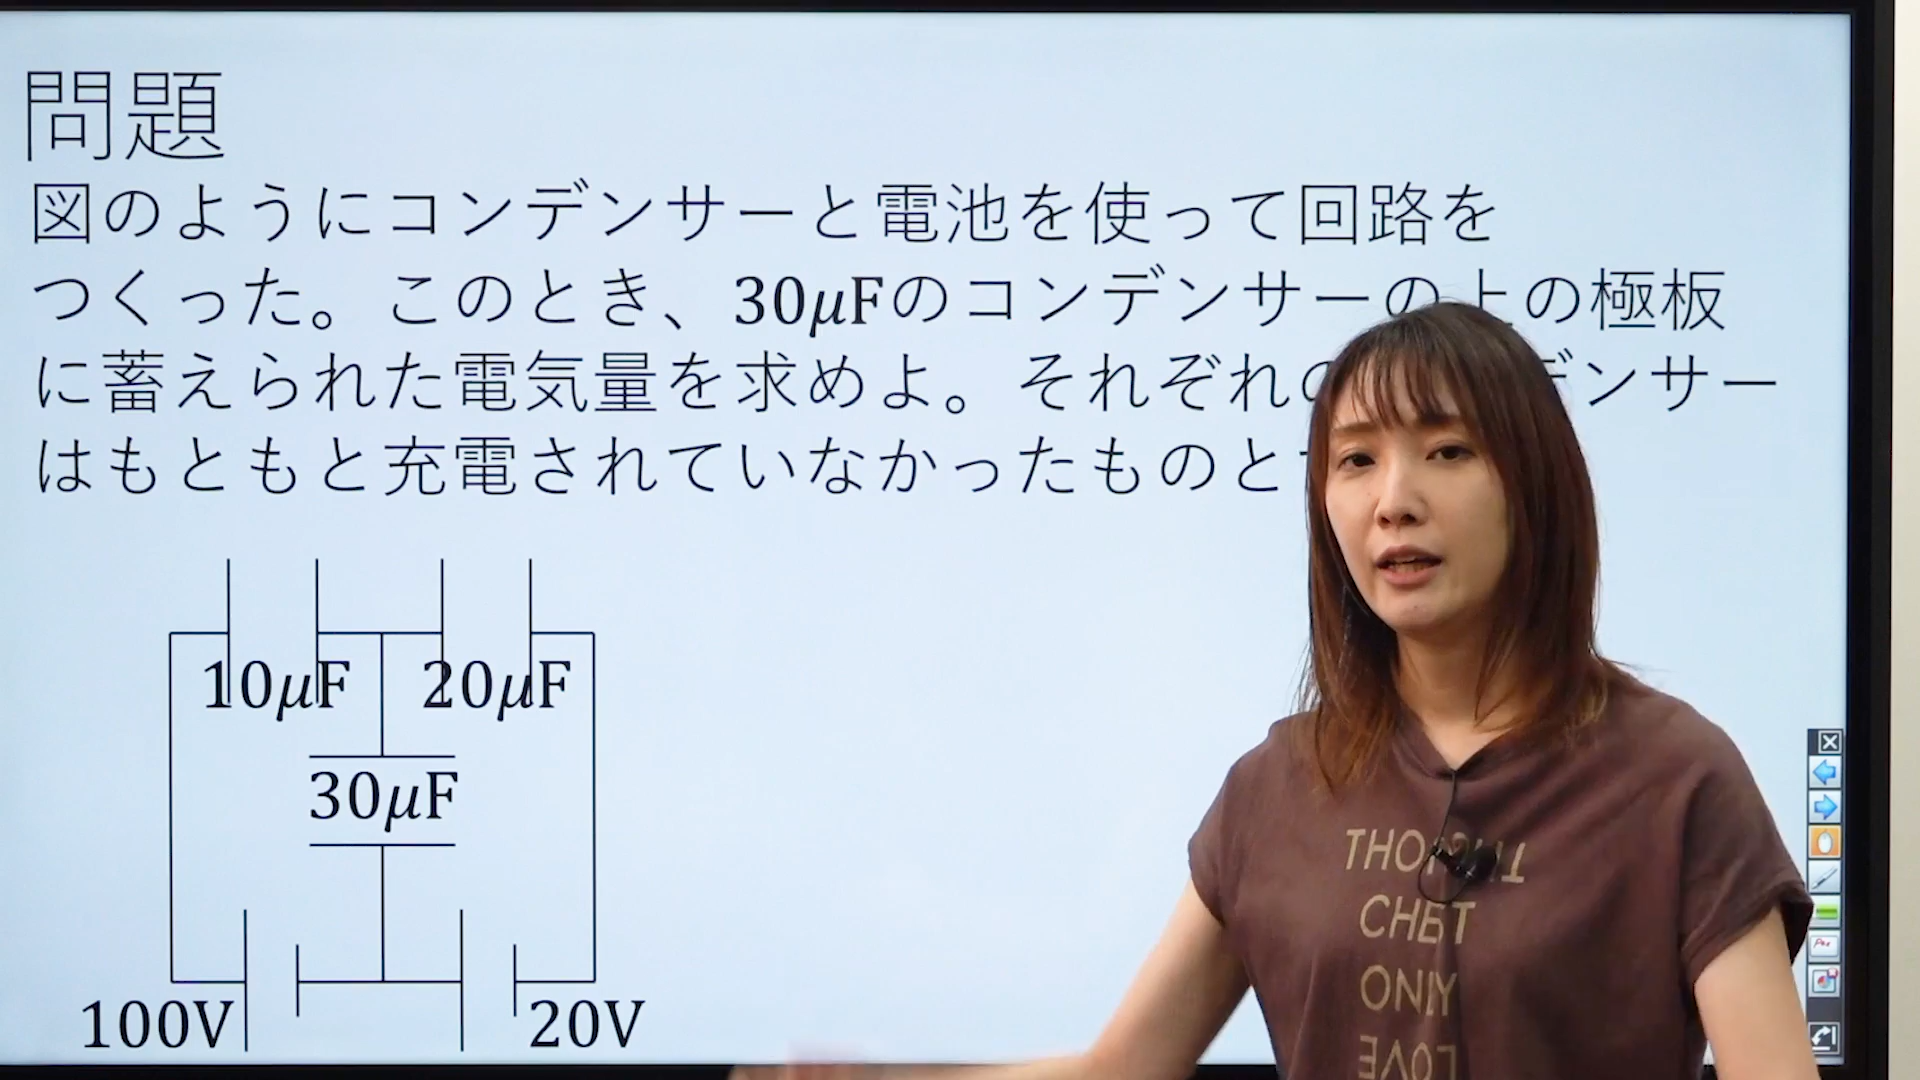 問題
図のようにコンデンサーと電池を使って回路を
つくった。このとき、30μFのコンデンサーの上の極板
に蓄えられた電気量を求めよ。それぞれの デンサー
はもともと充電されていなかったものと
10μF
20μF
30μF
100V
20V
CHEST
ONLY
LOVE